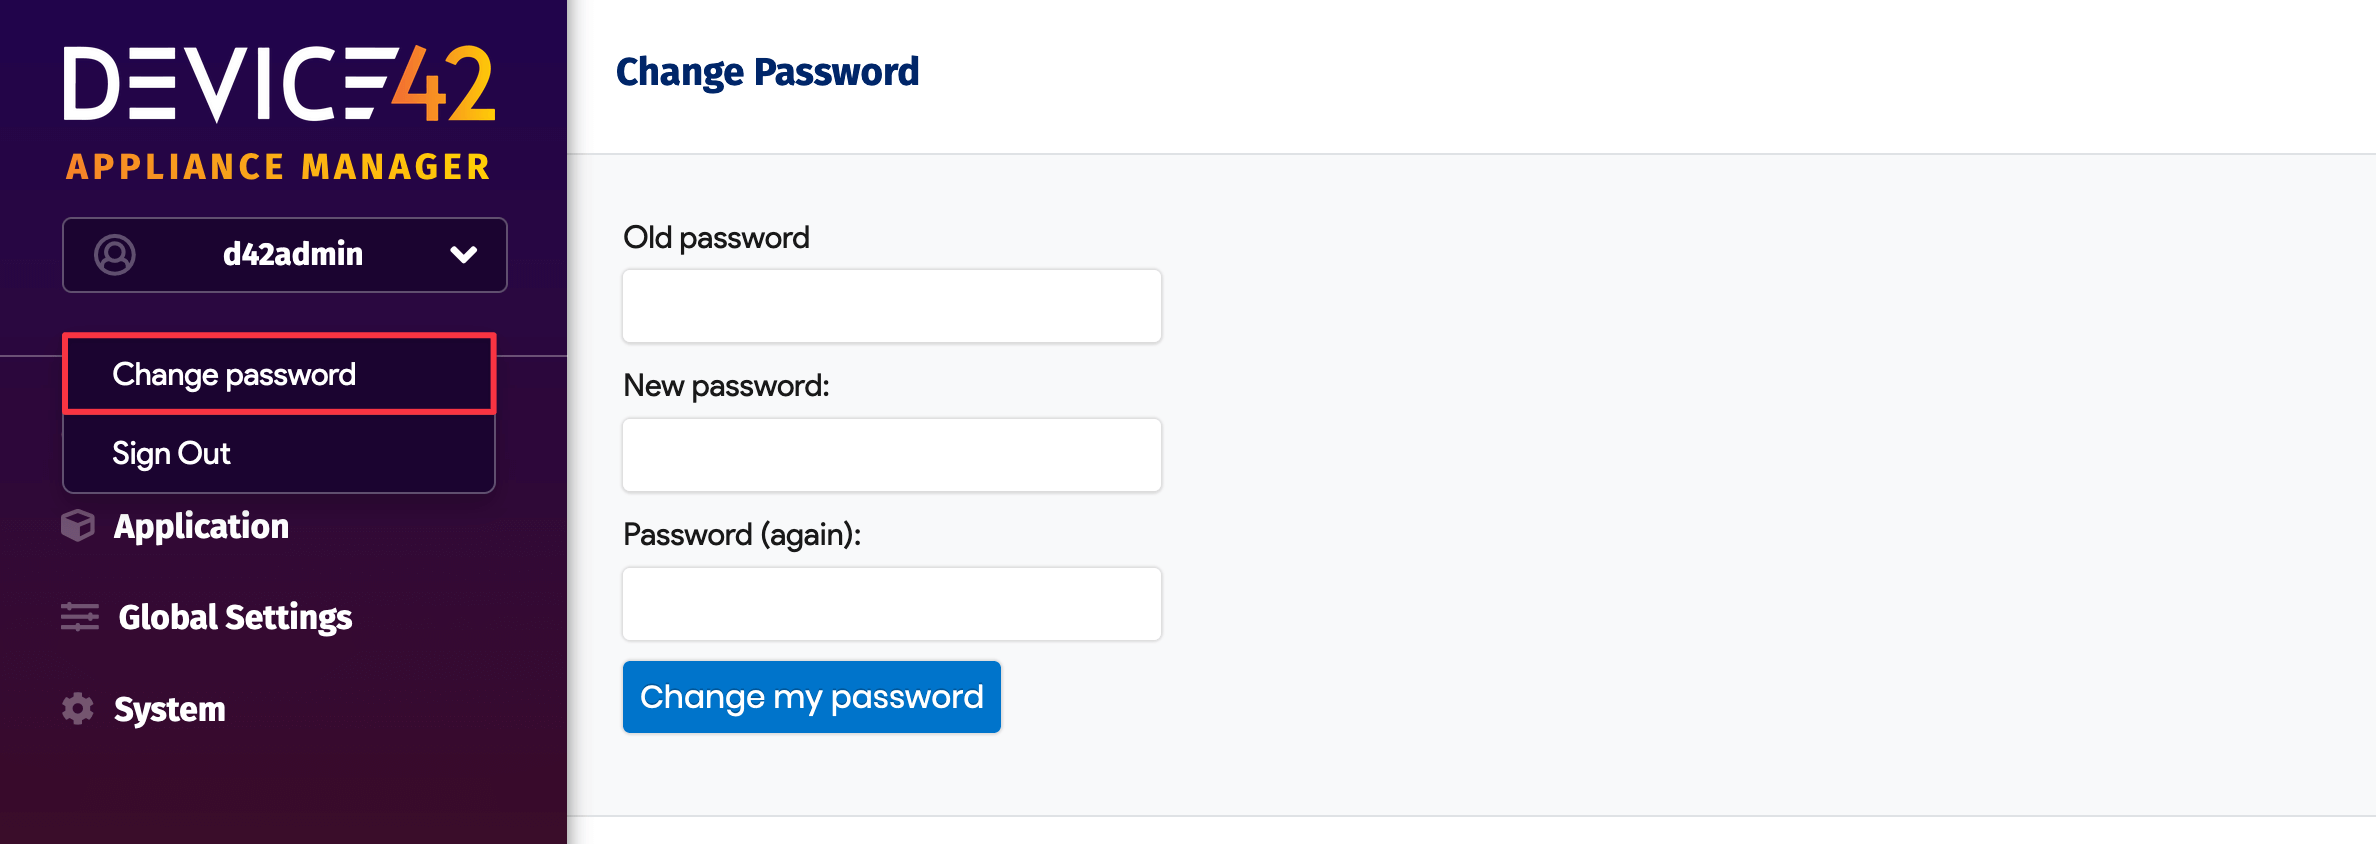 DEVICE42
APPLIANCE MANAGER
d42admin
Change password
Sign Out
Application
Global Settings
System
Change Password
Old password
New password:
Password (again):
Change my password